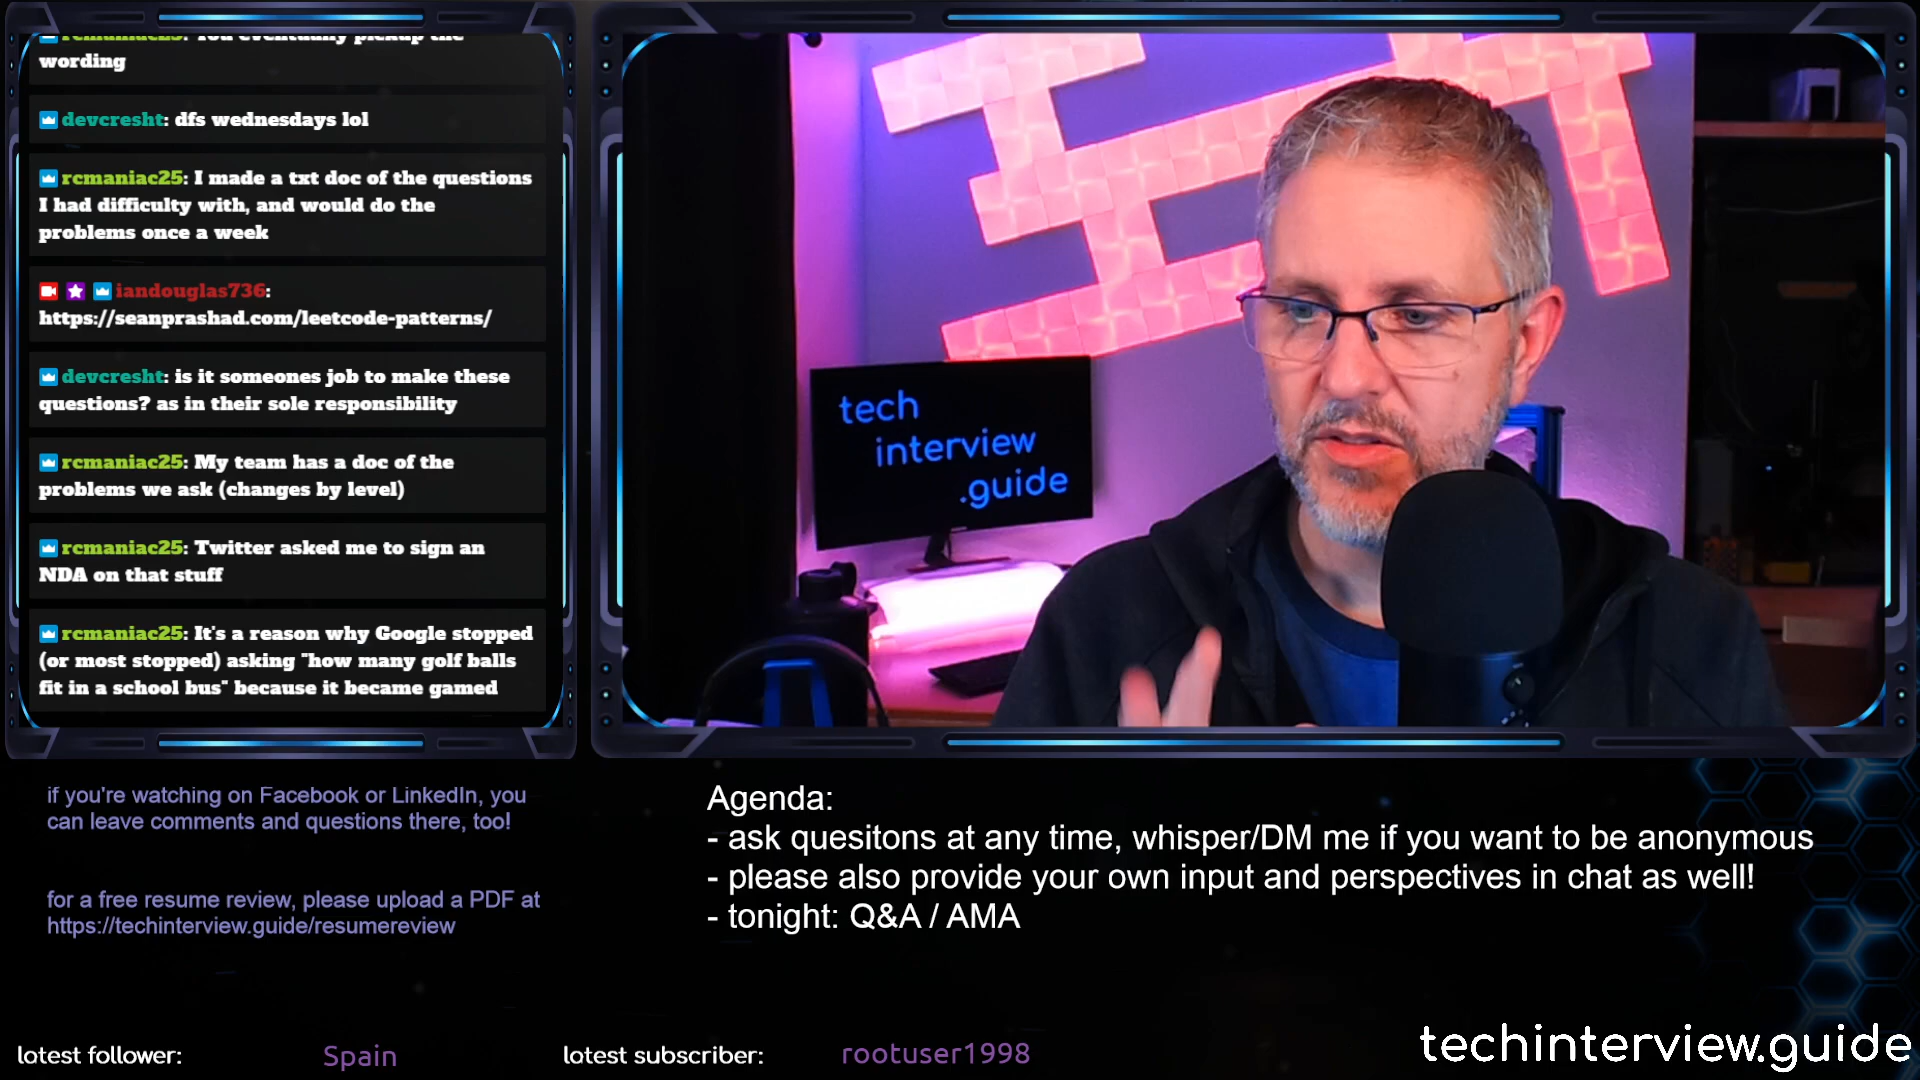 rcmaniac25: You eventually pickup the
wording
devcresht: dfs wednesdays lol
rcmaniac25: I made a txt doc of the questions
I had difficulty with, and would do the
problems once a week
iandouglas736:
https://seanprashad.com/leetcode-patterns/
devcresht: is it someones job to make these
questions? as in their sole responsibility
rcmaniac25: My team has a doc of the
problems we ask (changes by level)
rcmaniac25: Twitter asked me to sign an
NDA on that stuff
rcmaniac25: It's a reason why Google stopped
(or most stopped) asking "how many golf balls
fit in a school bus" because it became gamed
tech
interview
.guide
if you're watching on Facebook or LinkedIn, you
can leave comments and questions there, too!
for a free resume review, please upload a PDF at
https://techinterview.guide/resumereview
Agenda:
- ask quesitons at any time, whisper/DM me if you want to be anonymous
- please also provide your own input and perspectives in chat as well!
- tonight: Q&A / AMA
latest follower:
Spain
latest subscriber:
rootuser1998
techinterview.guide